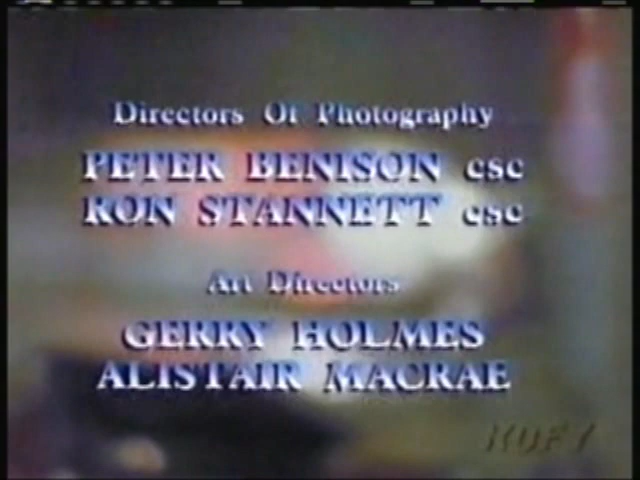 Directors Of Photography
PETER BENISON csc
RON STANNETT csc
Art Directors
GERRY HOLMES
ALISTAIR MACRAE